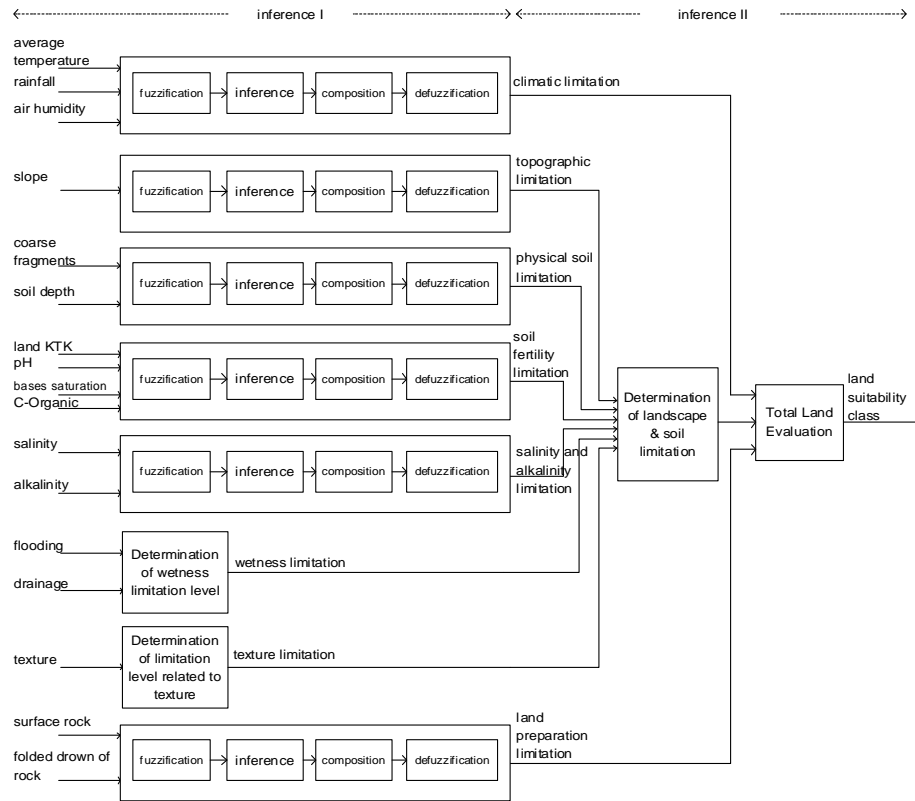 inference I
inference II
average
temperature
rainfall
air humidity
fuzzification
inference
composition
defuzzification
climatic limitation
slope
fuzzification
inference
composition
defuzzification
topographic
limitation
coarse
fragments
soil depth
fuzzification
inference
composition
defuzzification
physical soil
limitation
land KTK
pH
bases saturation
C-Organic
fuzzification
inference
composition
defuzzification
soil
fertility
limitation
salinity
alkalinity
fuzzification
inference
composition
defuzzification
salinity and
alkalinity
limitation
flooding
drainage
Determination
of wetness
limitation level
wetness limitation
texture
Determination
of limitation
level related to
texture
texture limitation
surface rock
folded drown of
rock
fuzzification
inference
composition
defuzzification
land
preparation
limitation
Determination
of landscape
& soil
limitation
Total Land
Evaluation
land
suitability
class